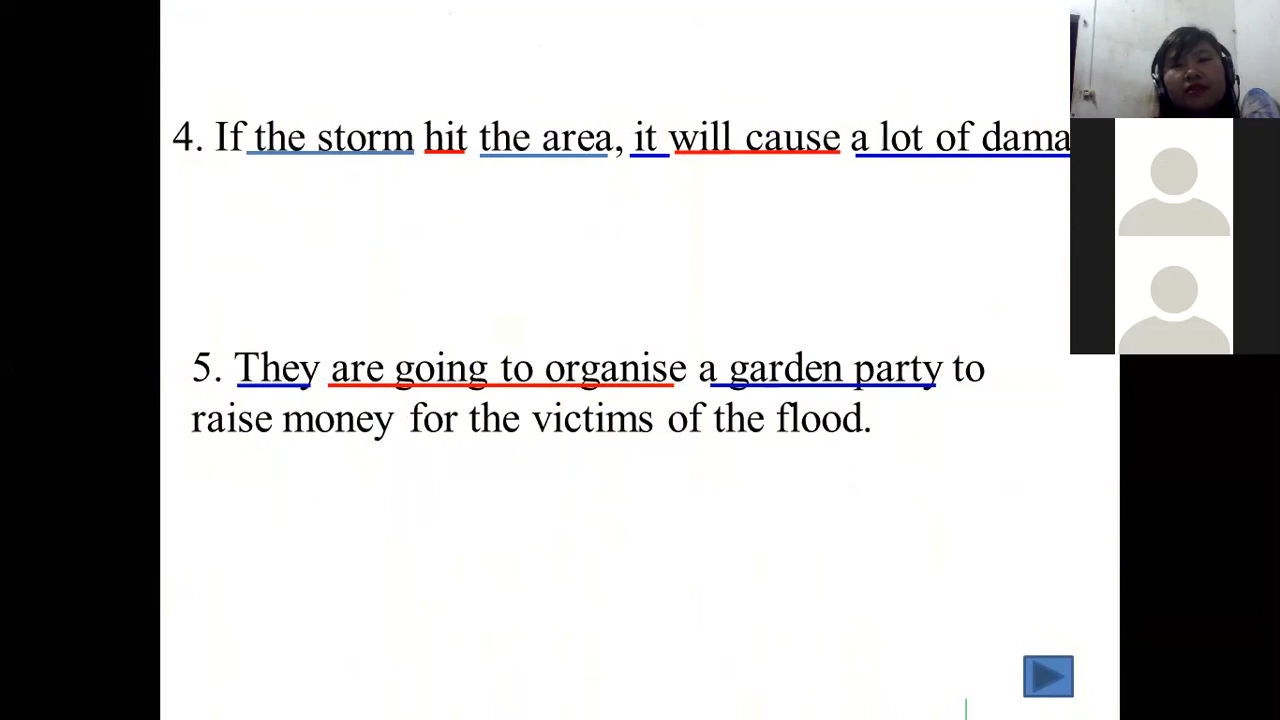 4. If the storm hit the area, it will cause a lot of
5. They are going to organise a garden party to
raise money for the victims of the flood.